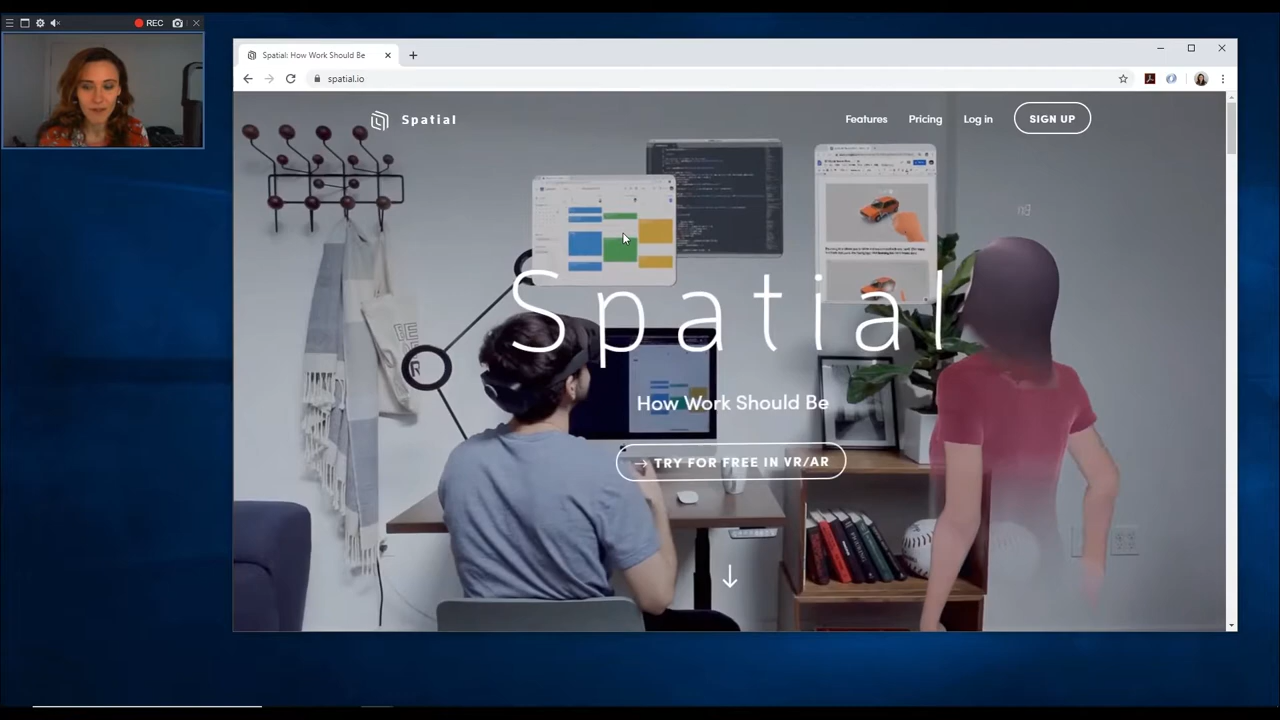 REC
Spatial: How Work Should Be
spatial.io
Spatial
Features
Pricing
Log in
SIGN UP
Spatial
How Work Should Be
→ TRY FOR FREE IN VR/AR